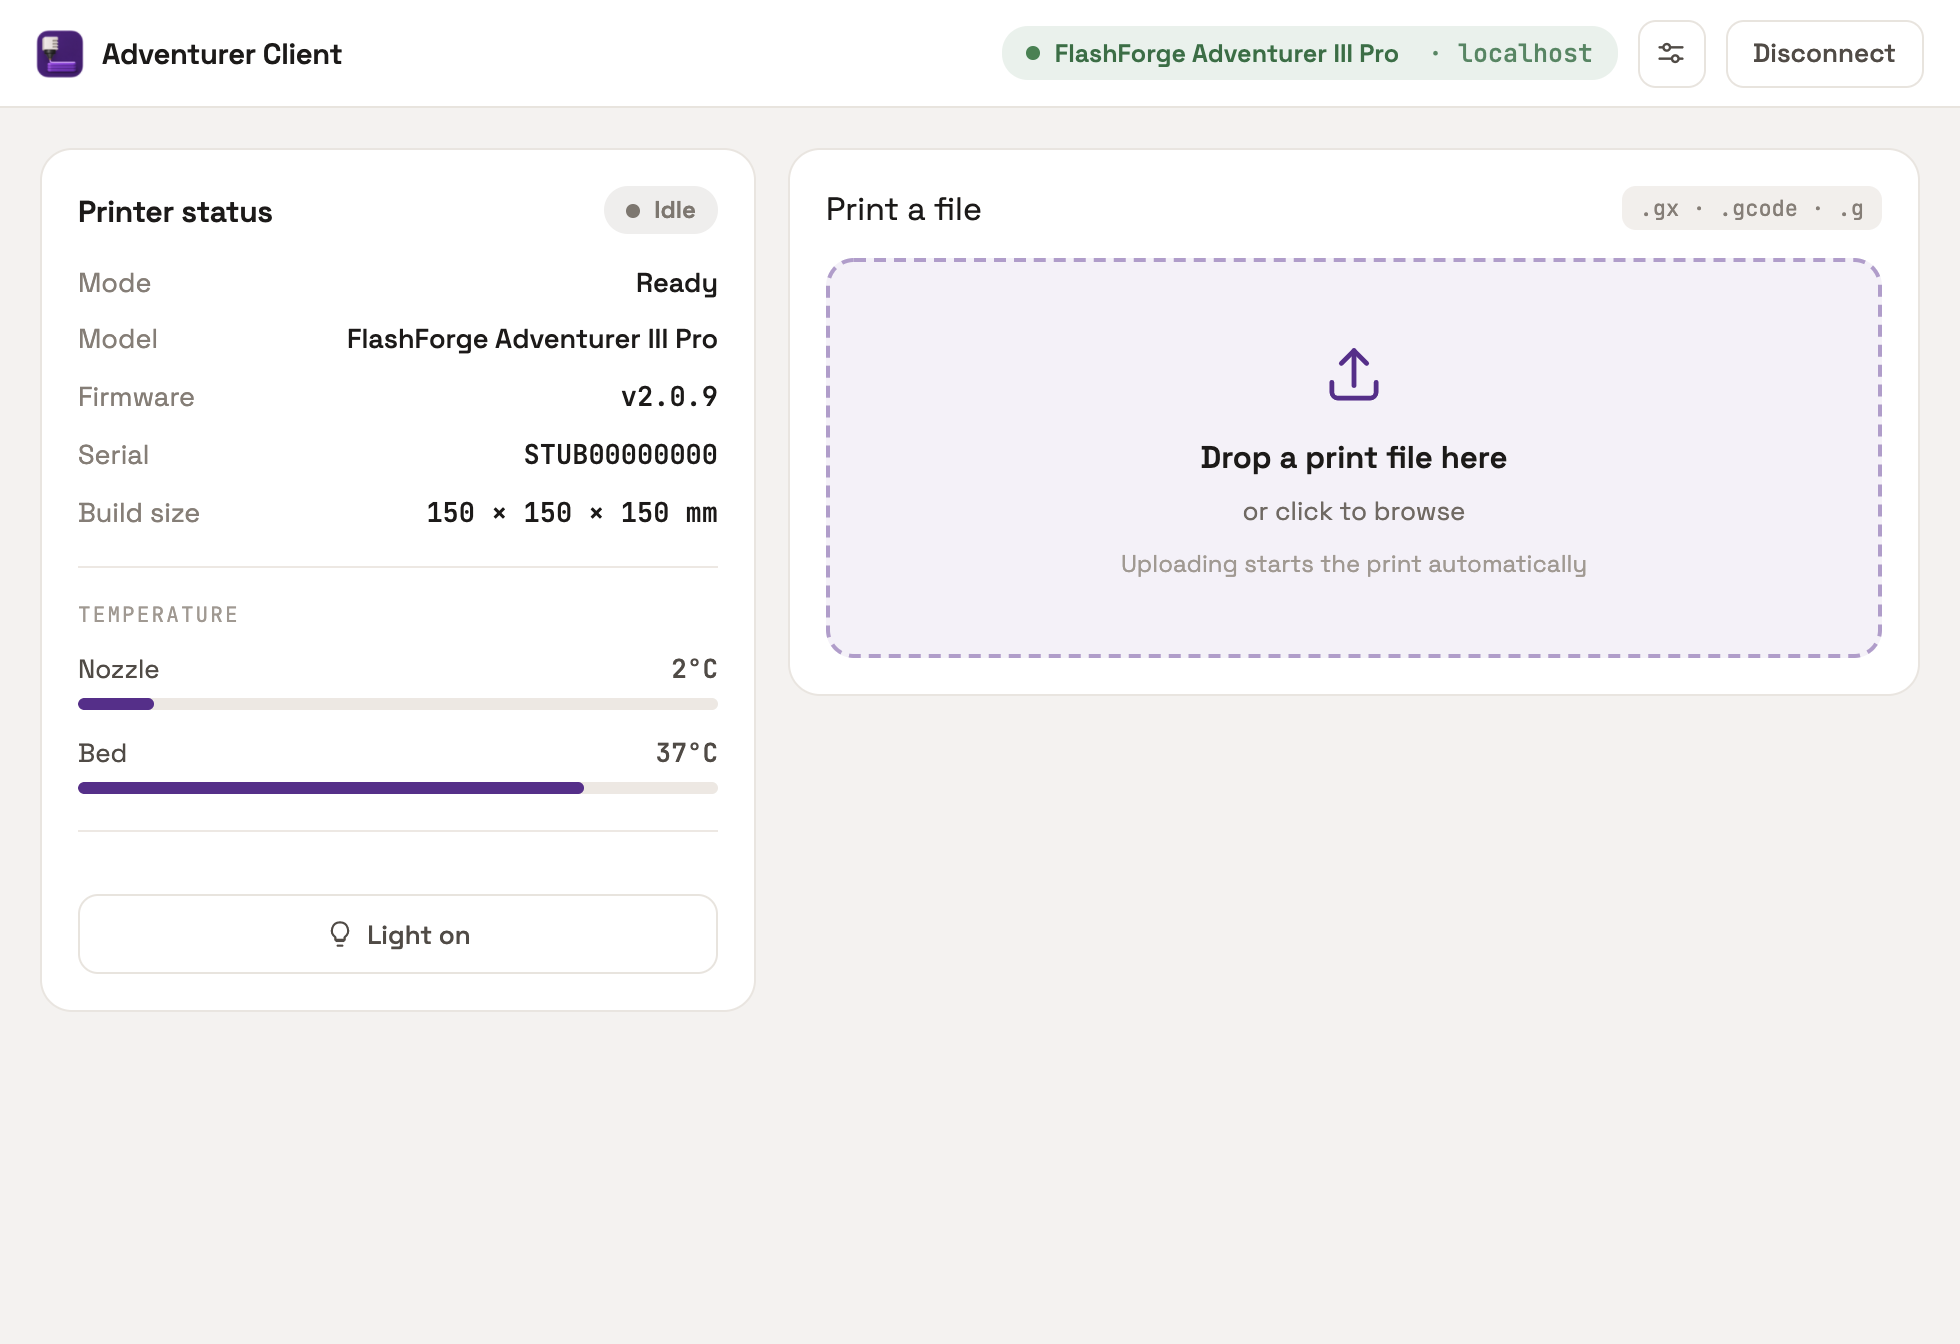 Adventurer Client
FlashForge Adventurer III Pro · localhost
Disconnect
Printer status
Idle
Mode Ready
Model FlashForge Adventurer III Pro
Firmware v2.0.9
Serial STUB00000000
Build size 150 × 150 × 150 mm
TEMPERATURE
Nozzle 2°C
Bed 37°C
Light on
Print a file
.gx · .gcode · .g
Drop a print file here
or click to browse
Uploading starts the print automatically